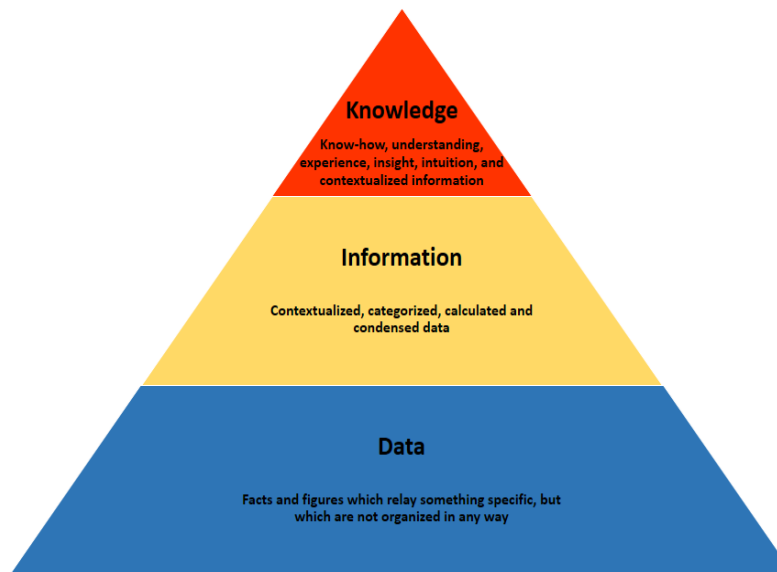 Knowledge
Know-how, understanding,
experience, insight, intuition, and
contextualized information
Information
Contextualized, categorized, calculated and
condensed data
Data
Facts and figures which relay something specific, but
which are not organized in any way